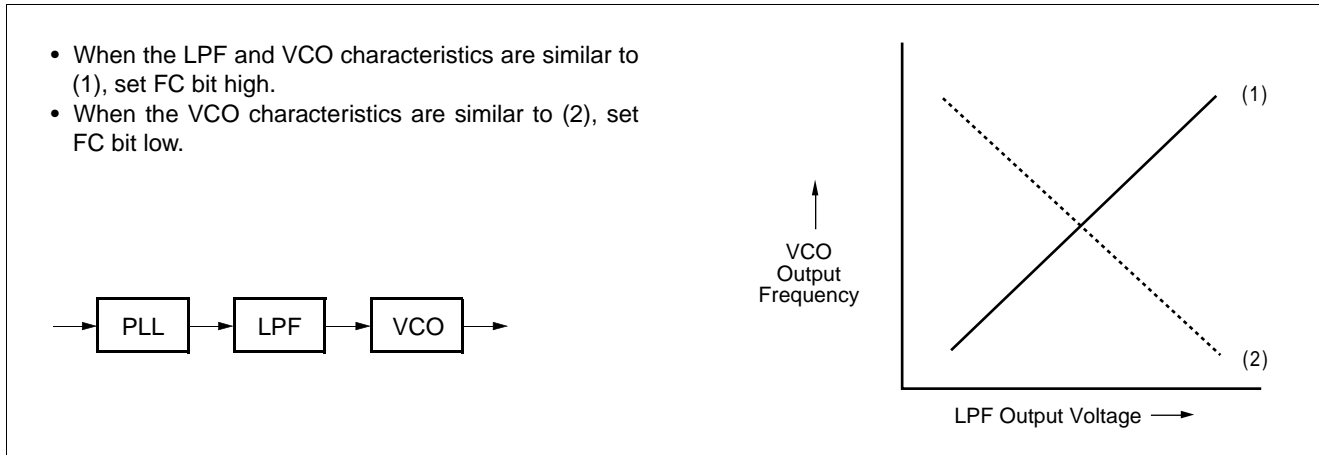 • When the LPF and VCO characteristics are similar to
(1), set FC bit high.
• When the VCO characteristics are similar to (2), set
FC bit low.
PLL
LPF
VCO
VCO
Output
Frequency
(1)
(2)
LPF Output Voltage